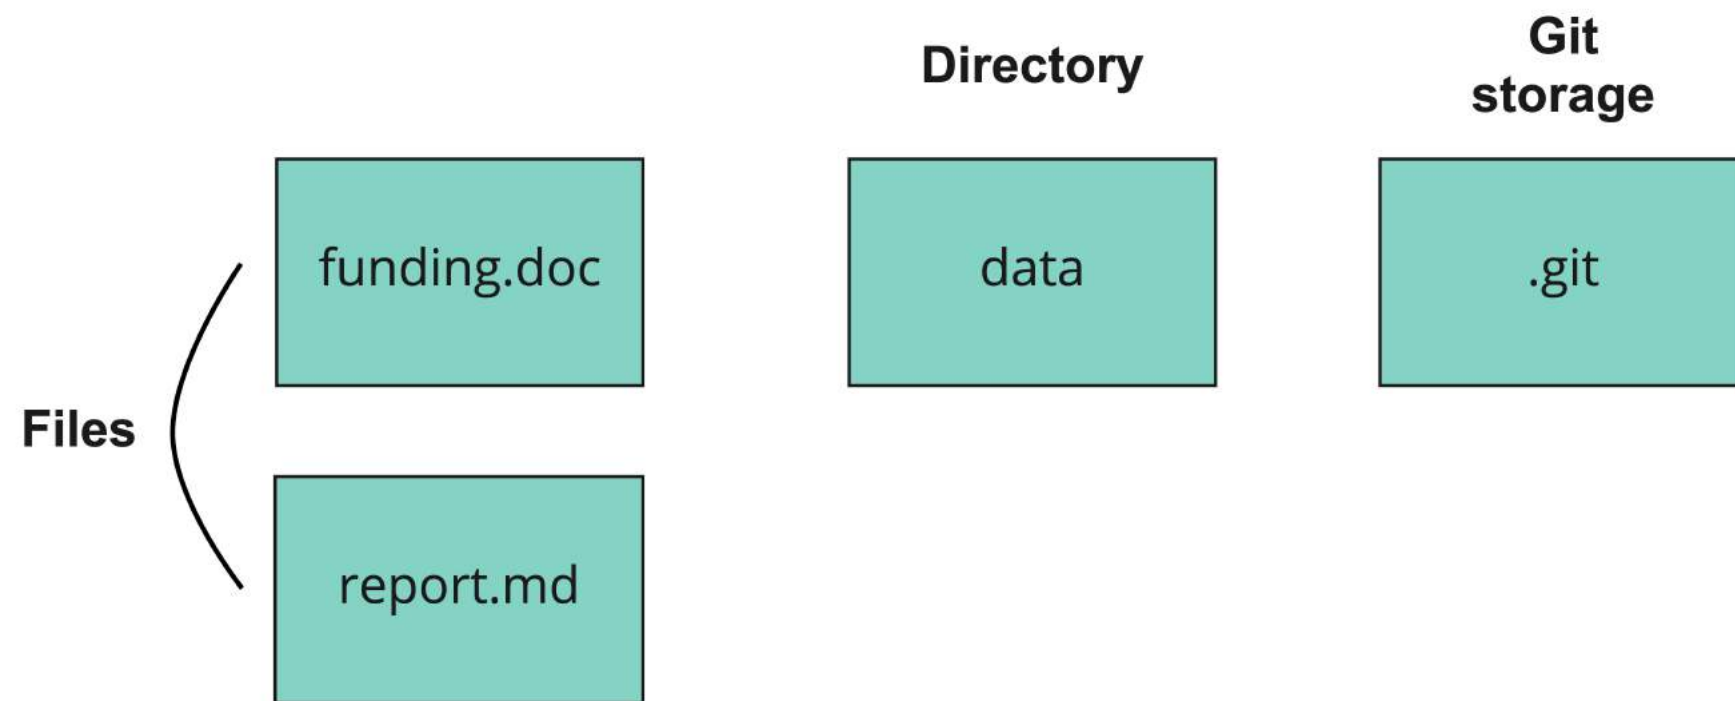 Directory
Git
storage
funding.doc
data
.git
Files
report.md